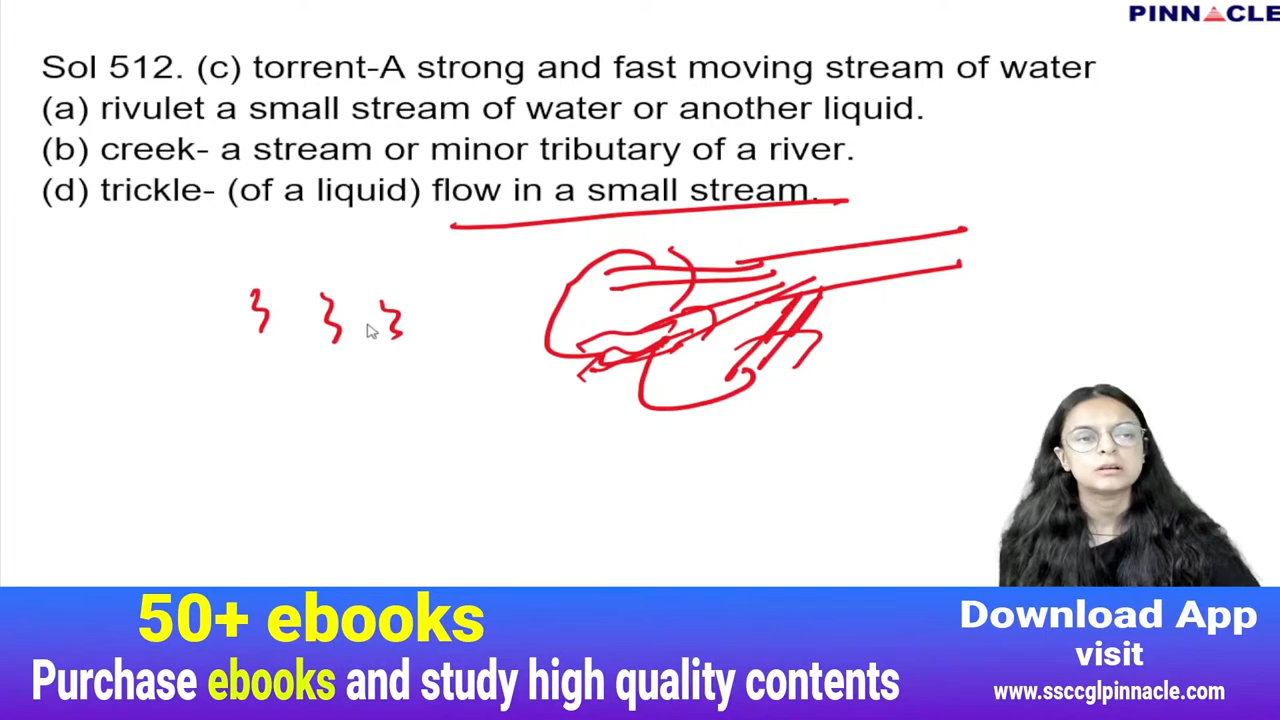 PINNACLE
Sol 512. (c) torrent-A strong and fast moving stream of water
(a) rivulet a small stream of water or another liquid.
(b) creek- a stream or minor tributary of a river.
(d) trickle- (of a liquid) flow in a small stream.
50+ ebooks
Purchase ebooks and study high quality contents
Download App
visit
www.ssccglpinnacle.com